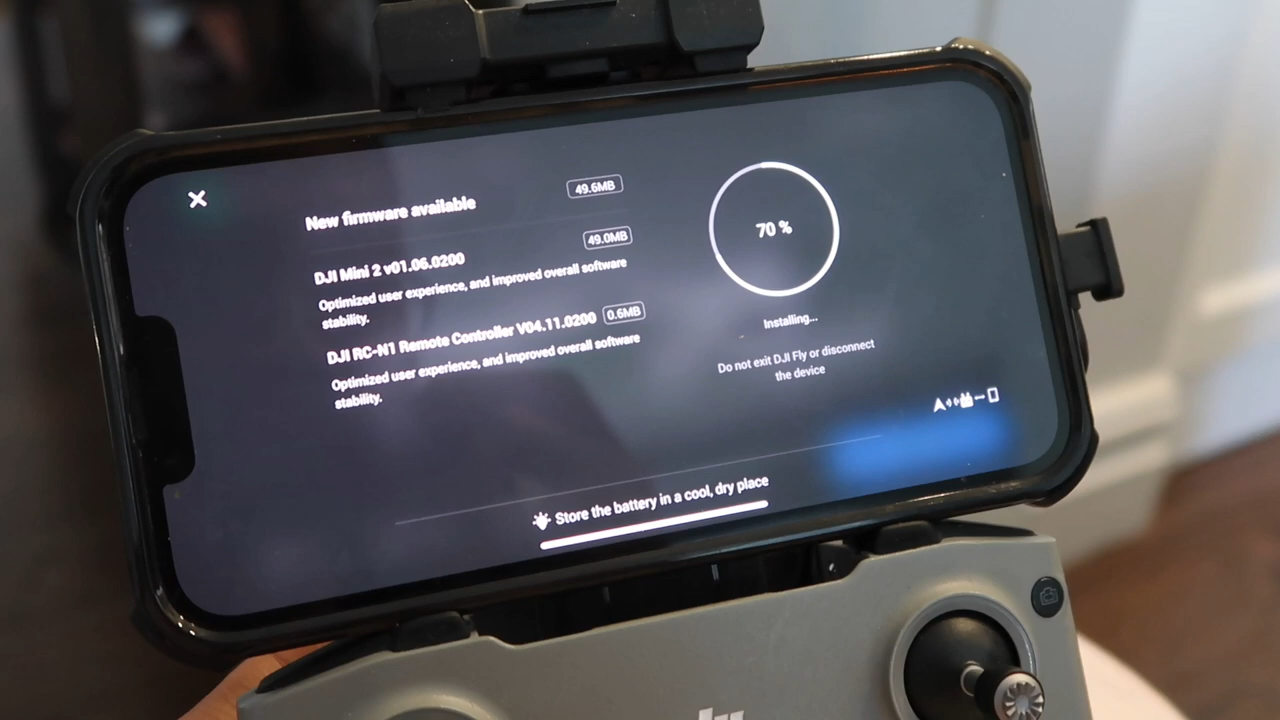 New firmware available
49.6MB
DJI Mini 2 v01.06.0200
49.0MB
Optimized user experience, and improved overall software
stability.
DJI RC-N1 Remote Controller V04.11.0200
0.6MB
Optimized user experience, and improved overall software
stability.
70 %
Installing...
Do not exit DJI Fly or disconnect
the device
Store the battery in a cool, dry place